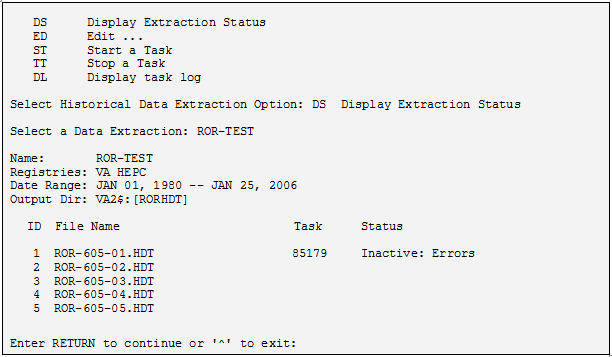 DS Display Extraction Status
ED Edit ...
ST Start a Task
TT Stop a Task
DL Display task log
Select Historical Data Extraction Option: DS Display Extraction Status
Select a Data Extraction: ROR-TEST
Name: ROR-TEST
Registries: VA HEPC
Date Range: JAN 01, 1980 -- JAN 25, 2006
Output Dir: VA2$:[RORHDT]
ID File Name Task Status
1 ROR-605-01.HDT 85179 Inactive: Errors
2 ROR-605-02.HDT
3 ROR-605-03.HDT
4 ROR-605-04.HDT
5 ROR-605-05.HDT
Enter RETURN to continue or '^' to exit: